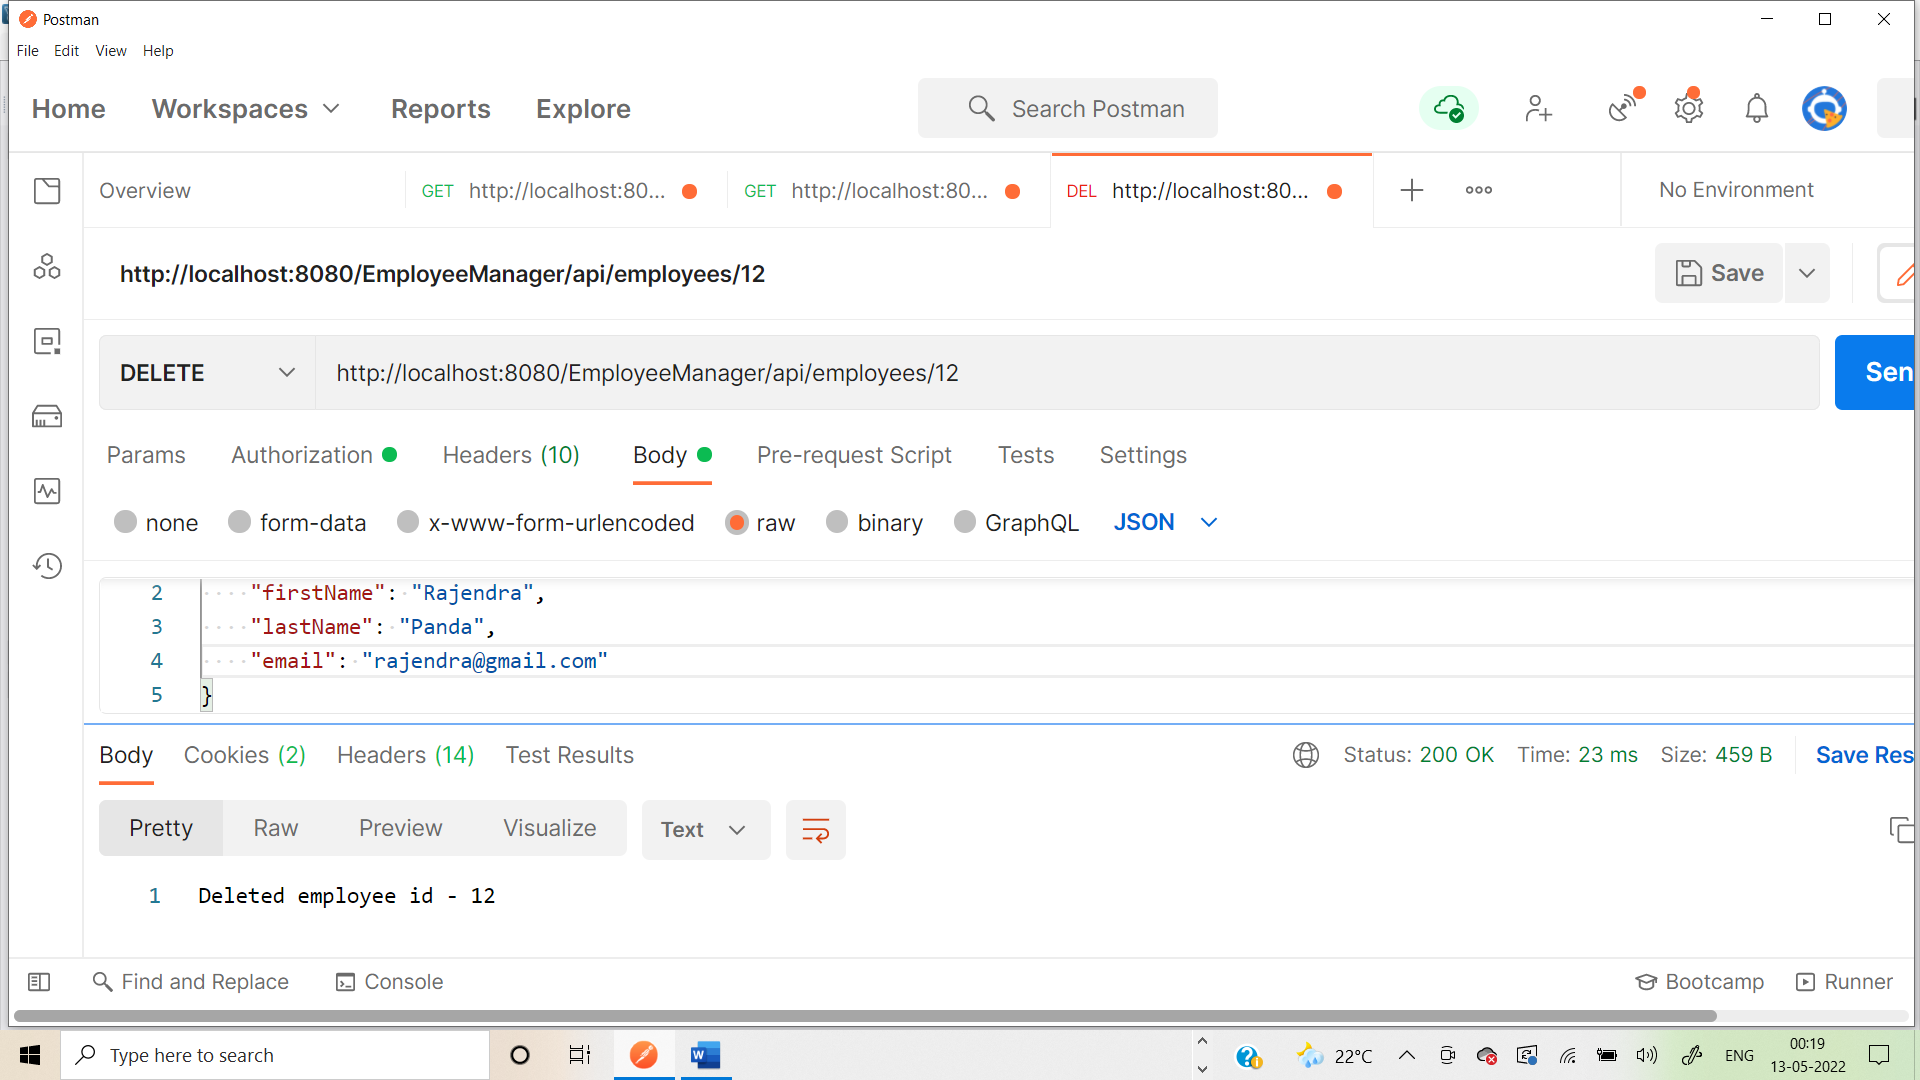 Postman
File Edit View Help
Home Workspaces Reports Explore Search Postman
Overview GET http://localhost:80... GET http://localhost:80... DEL http://localhost:80... No Environment
http://localhost:8080/EmployeeManager/api/employees/12 Save
DELETE http://localhost:8080/EmployeeManager/api/employees/12 Sen
Params Authorization Headers (10) Body Pre-request Script Tests Settings
none form-data x-www-form-urlencoded raw binary GraphQL JSON
2 "firstName": "Rajendra",
3 "lastName": "Panda",
4 "email": "rajendra@gmail.com"
5 }
Body Cookies (2) Headers (14) Test Results Status: 200 OK Time: 23 ms Size: 459 B Save Res
Pretty Raw Preview Visualize Text
1 Deleted employee id - 12
Find and Replace Console Bootcamp Runner
Type here to search 22°C ENG 00:19
13-05-2022